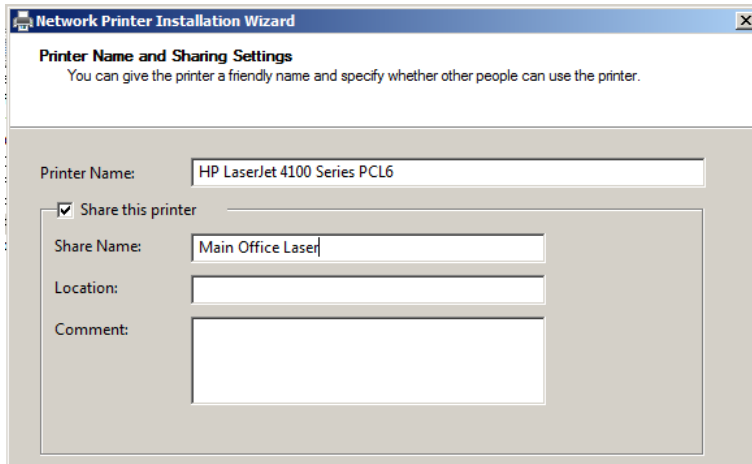 Network Printer Installation Wizard
Printer Name and Sharing Settings
You can give the printer a friendly name and specify whether other people can use the printer.
Printer Name: HP LaserJet 4100 Series PCL6
Share this printer
Share Name: Main Office Laser
Location:
Comment: